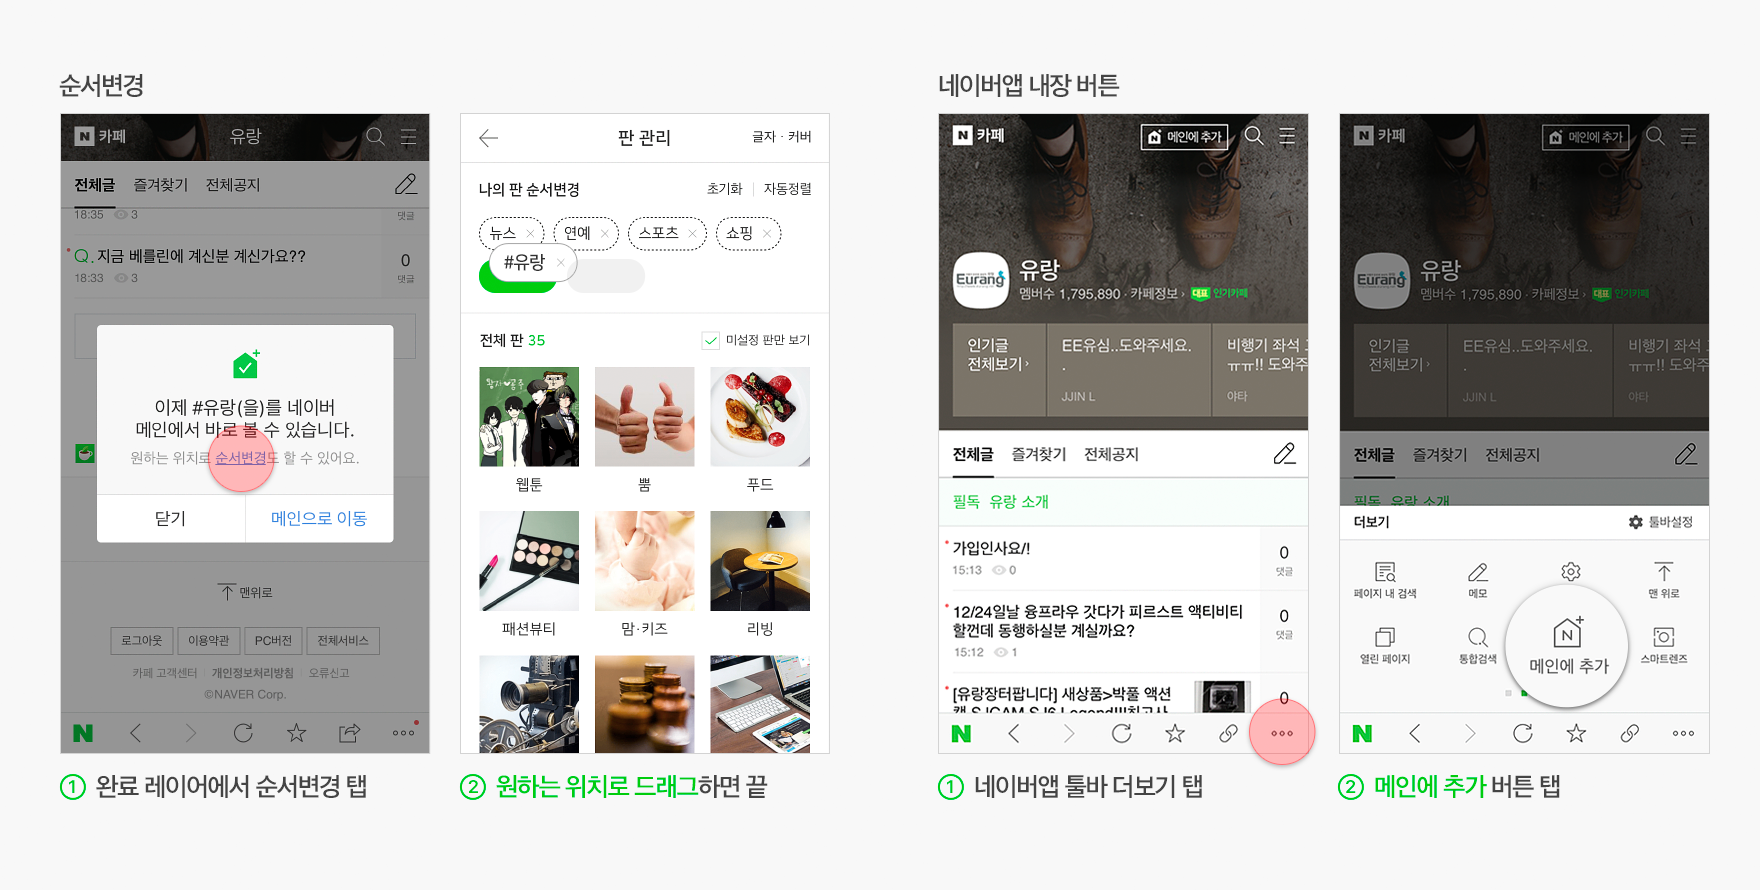 순서변경
N 카페
유랑
전체글 즐겨찾기 전체공지
18:35 3
댓글
Q. 지금 베를린에 계신분 계신가요??
18:33 3
0
댓글
이제 #유랑(을)를 네이버
메인에서 바로 볼 수 있습니다.
원하는 위치로 순서변경도 할 수 있어요.
닫기
메인으로 이동
맨위로
로그아웃 이용약관 PC버전 전체서비스
카페 고객센터 개인정보처리방침 오류신고
©NAVER Corp.
N
① 완료 레이어에서 순서변경 탭
판 관리
글자 · 커버
나의 판 순서변경
초기화 자동정렬
뉴스 연예 스포츠 쇼핑
#유랑
전체 판 35
미설정 판만 보기
왕자♥공주
웹툰 뿜 푸드
패션뷰티 맘·키즈 리빙
② 원하는 위치로 드래그하면 끝
네이버앱 내장 버튼
N 카페
메인에 추가
Eurang
유랑
멤버수 1,795,890 · 카페정보 ›
대표 인기카페
인기글
전체보기 ›
EE유심..도와주세요.
.
JJIN L
비행기 좌석
ㅠㅠ!! 도와주
아타
전체글 즐겨찾기 전체공지
필독 유랑 소개
가입인사요/!
15:13 0
0
댓글
12/24일날 융프라우 갓다가 피르스트 액티비티
할껀데 동행하실분 계실까요?
15:12 1
0
댓글
[유랑장터팝니다] 새상품>박풀 액션
캠 SJCAM SJ6 Legend!!!최고사
0
N
① 네이버앱 툴바 더보기 탭
N 카페
메인에 추가
Eurang
유랑
멤버수 1,795,890 · 카페정보 ›
대표 인기카페
인기글
전체보기 ›
EE유심..도와주세요.
.
JJIN L
비행기 좌석
ㅠㅠ!! 도와주
아타
전체글 즐겨찾기 전체공지
필독 유랑 소개
더보기
툴바설정
페이지 내 검색 메모 맨 위로
열린 페이지 통합검색 메인에 추가 스마트렌즈
N
② 메인에 추가 버튼 탭